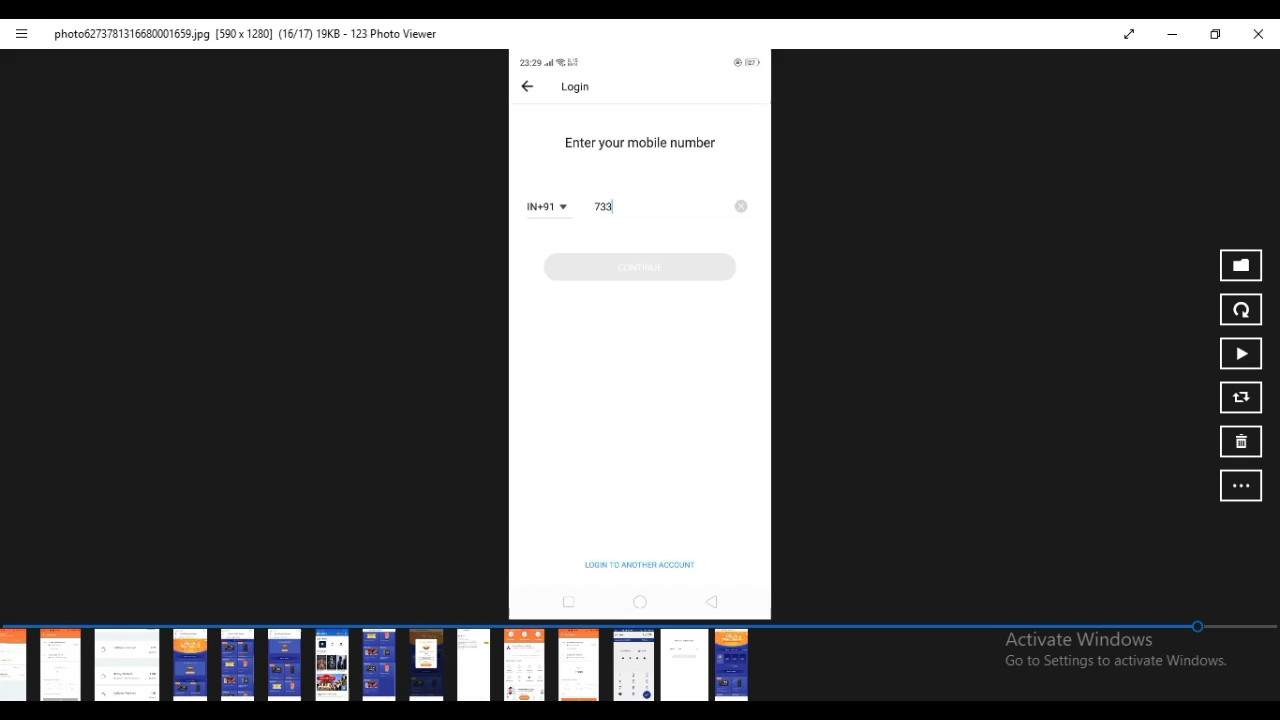 photo6273781316680001659.jpg [590 x 1280] (16/17) 19KB - 123 Photo Viewer
23:29
27
Login
Enter your mobile number
IN+91 733
CONTINUE
LOGIN TO ANOTHER ACCOUNT
Activate Windows
Go to Settings to activate Windows.